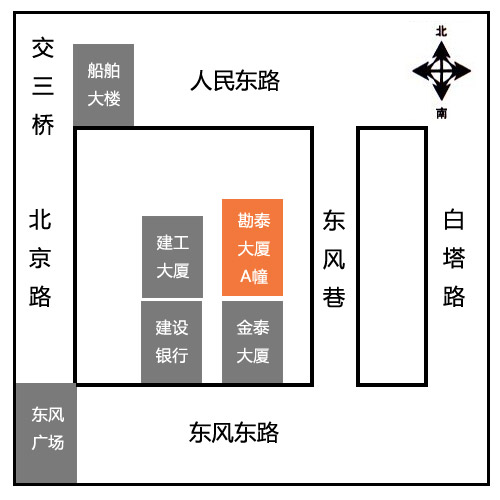 交三桥
船舶
大楼
人民东路
北
南
北京路
建工
大厦
勘泰
大厦
A幢
东风巷
白塔路
建设
银行
金泰
大厦
东风
广场
东风东路